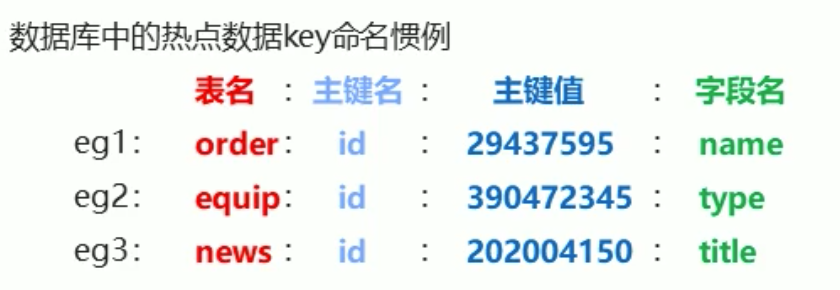 数据库中的热点数据key命名惯例
表名 : 主键名 : 主键值 : 字段名
eg1: order : id : 29437595 : name
eg2: equip : id : 390472345 : type
eg3: news : id : 202004150 : title